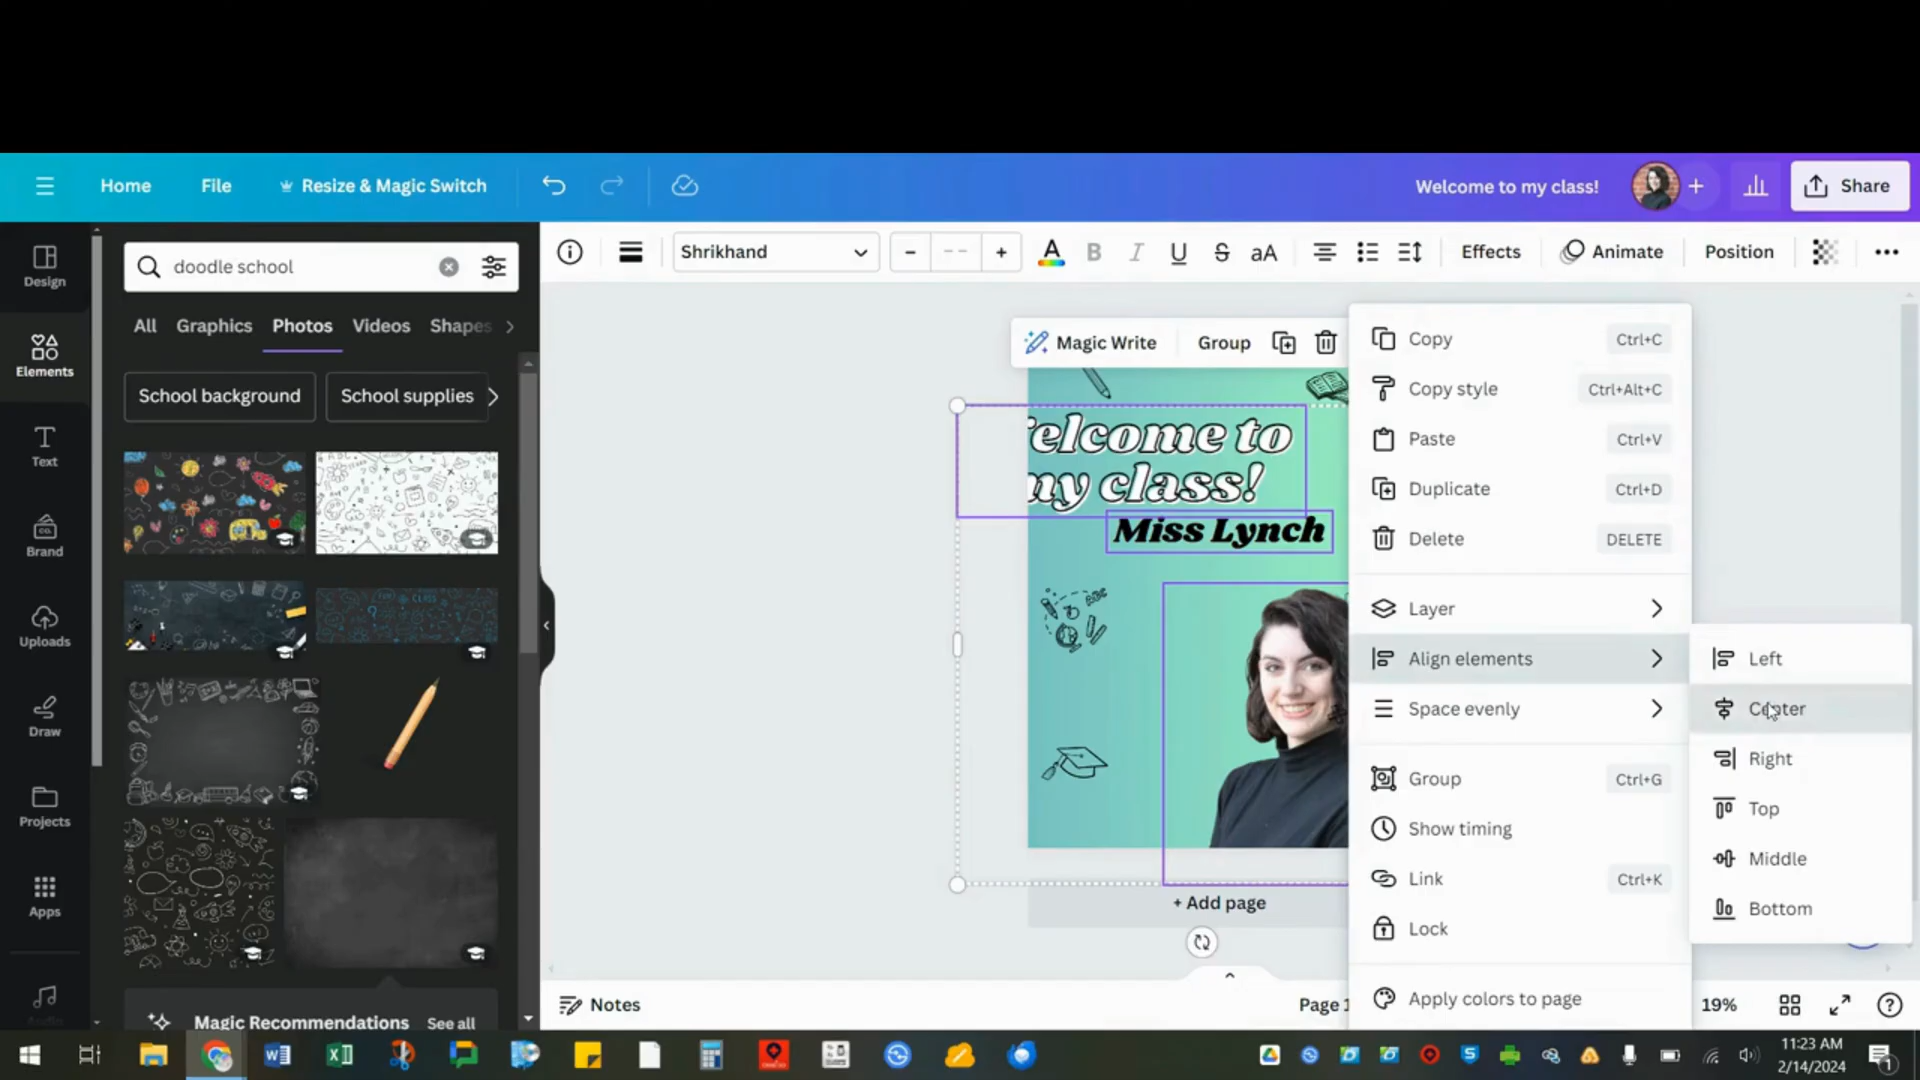 Home
File
Resize & Magic Switch
Welcome to my class!
Share
doodle school
Shrikhand
- -
A
B
I
U
S
aA
Effects
Animate
Position
Design
Elements
Text
Brand
Uploads
Draw
Projects
Apps
Audio
All
Graphics
Photos
Videos
Shapes
School background
School supplies
Magic Recommendations
See all
Magic Write
Group
elcome to
my class!
Miss Lynch
ABC
+ Add page
Copy
Ctrl+C
Copy style
Ctrl+Alt+C
Paste
Ctrl+V
Duplicate
Ctrl+D
Delete
DELETE
Layer
Align elements
Space evenly
Group
Ctrl+G
Show timing
Link
Ctrl+K
Lock
Apply colors to page
Left
Center
Right
Top
Middle
Bottom
Notes
Page 1
19%
11:23 AM
2/14/2024